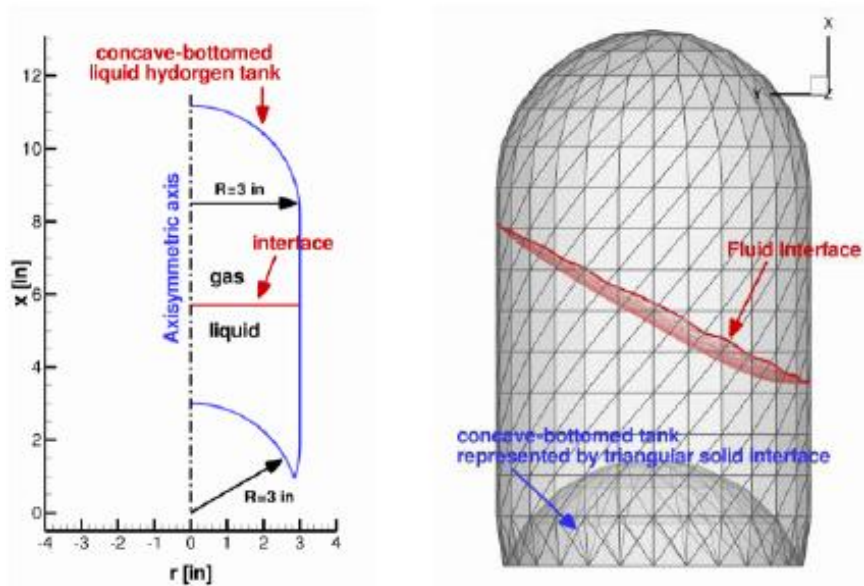 concave-bottomed
liquid hydorgen tank
12
10
8
6
4
2
0
x [in]
Axisymmetric axis
R=3 in
interface
gas
liquid
R=3 in
-4 -3 -2 -1 0 1 2 3 4
r [in]
X
Y
Z
Fluid Interface
concave-bottomed tank
represented by triangular solid interface